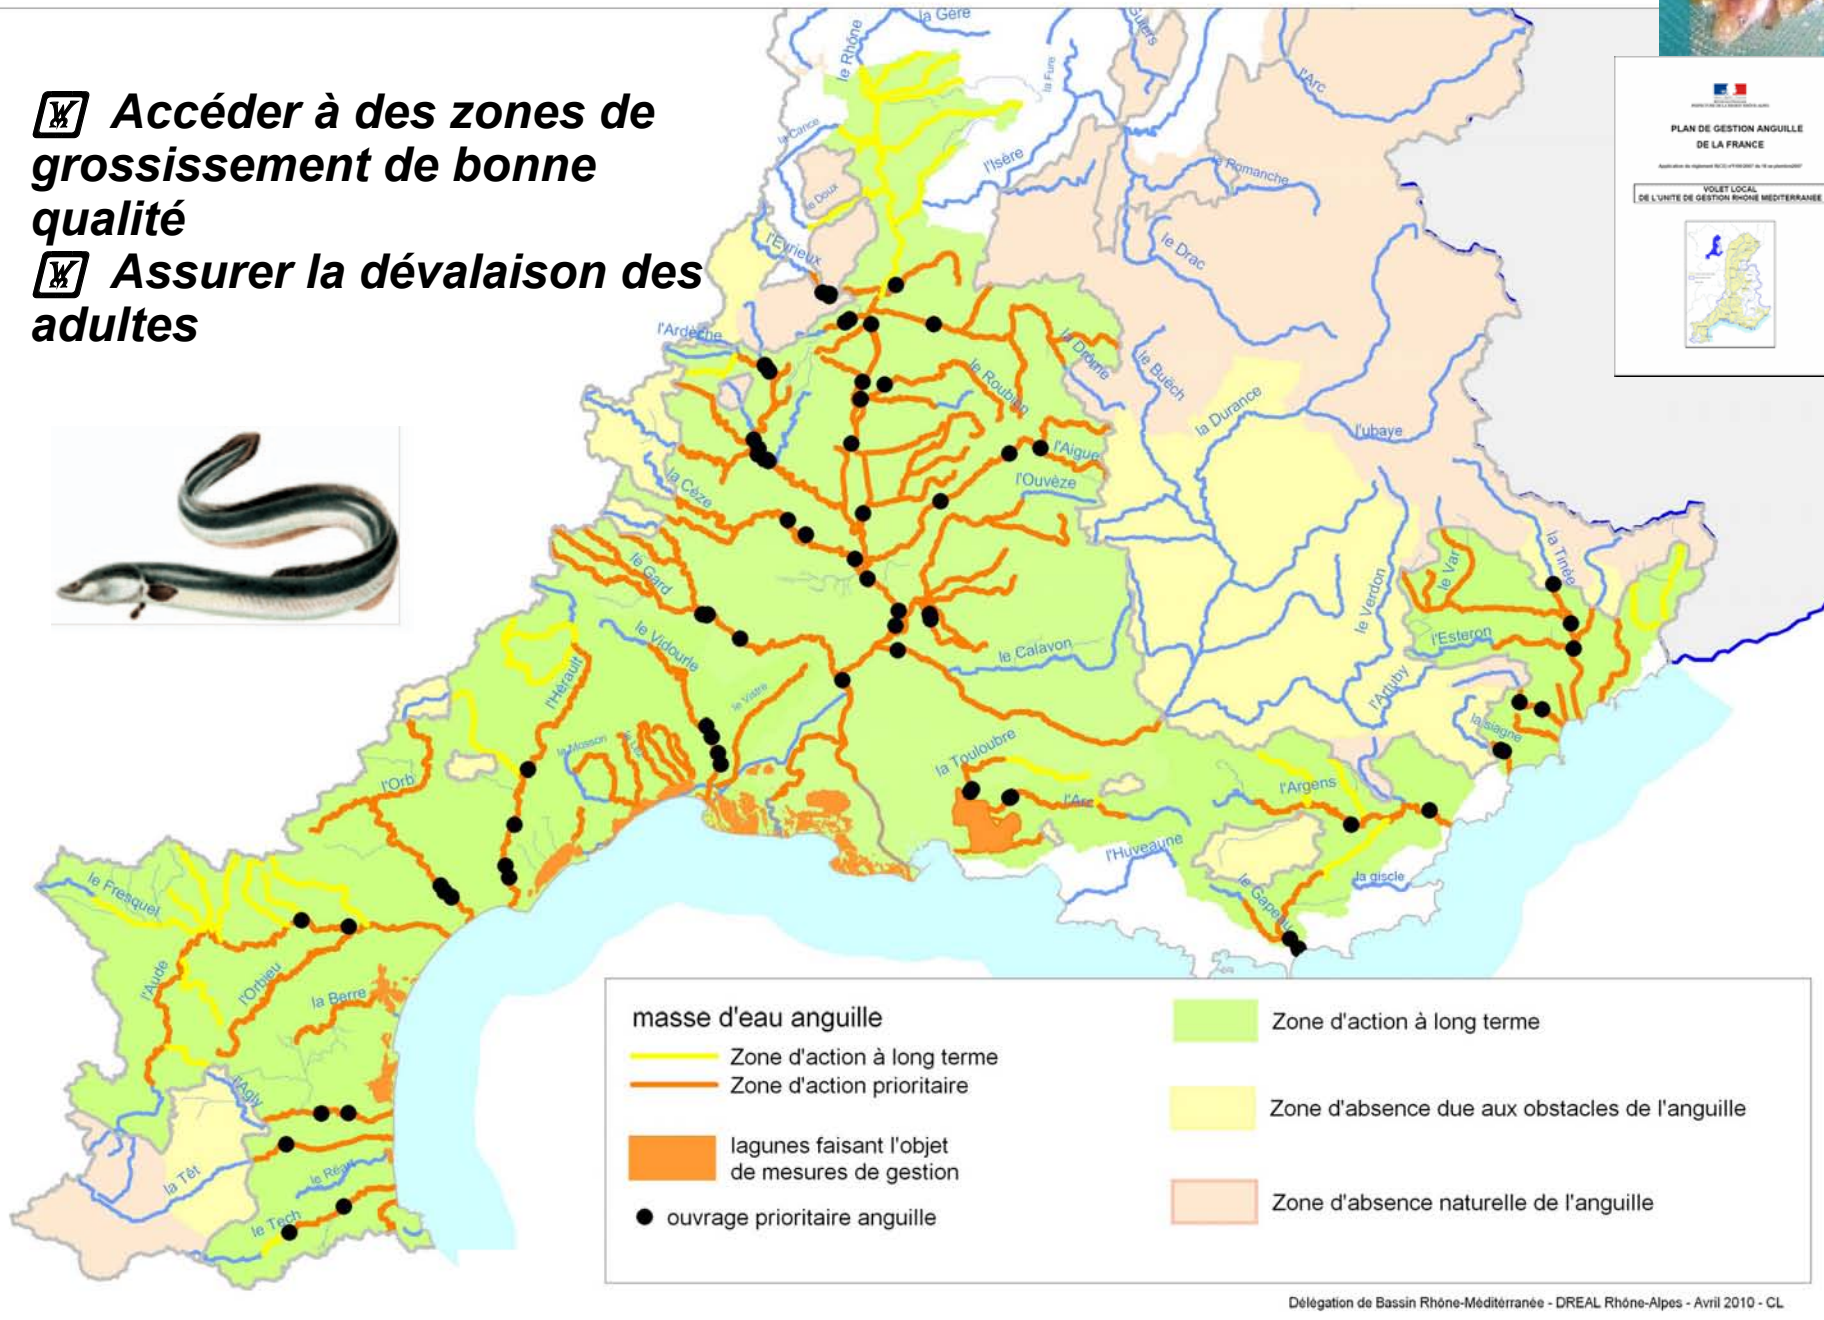 Accéder à des zones de
grossissement de bonne
qualité
Assurer la dévalaison des
adultes
PLAN DE GESTION ANGUILLE
DE LA FRANCE
VOLET LOCAL
DE L'UNITE DE GESTION RHONE MEDITERRANEE
la Gère
le Rhône
Guiers
la Fure
l'Arc
la Cance
l'Isère
le Romanche
le Doux
l'Eyrieux
le Drac
l'Ardèche
la Drôme
le Buëch
le Roubion
la Durance
l'ubaye
l'Aigue
l'Ouvèze
la Cèze
le Gard
la Tinée
le Var
le Verdon
l'Esteron
le Vidourle
le Calavon
l'Hérault
le Vistre
l'Artuby
la siagne
la Mosson
le Lez
la Touloubre
l'Orb
l'Arc
l'Argens
l'Huveaune
le Fresquel
le Gapeau
la giscle
l'Aude
l'Orbieu
la Berre
l'Agly
la Têt
le Réart
le Tech
masse d'eau anguille
Zone d'action à long terme
Zone d'action prioritaire
lagunes faisant l'objet
de mesures de gestion
ouvrage prioritaire anguille
Zone d'action à long terme
Zone d'absence due aux obstacles de l'anguille
Zone d'absence naturelle de l'anguille
Délégation de Bassin Rhône-Méditérranée - DREAL Rhône-Alpes - Avril 2010 - CL